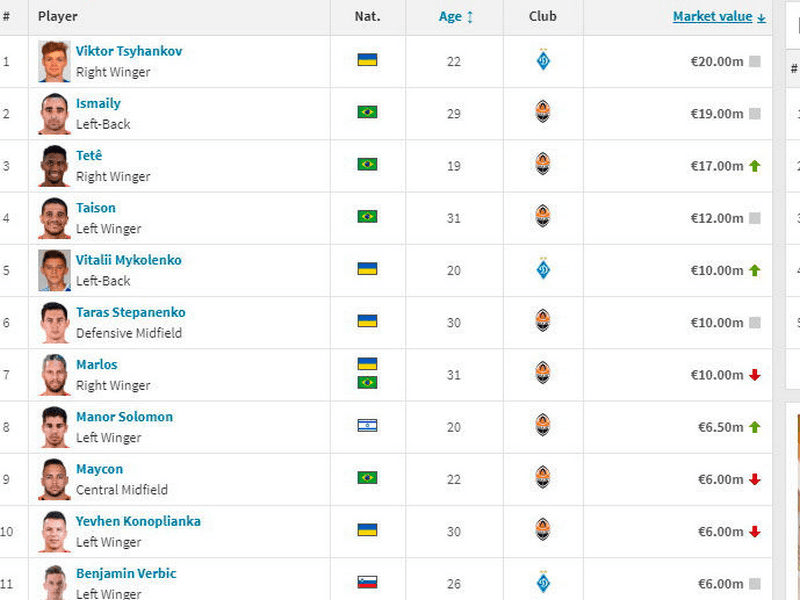 # Player Nat. Age Club Market value
1 Viktor Tsyhankov 22 €20.00m
Right Winger
2 Ismaily 29 €19.00m
Left-Back
3 Tetê 19 €17.00m
Right Winger
4 Taison 31 €12.00m
Left Winger
5 Vitalii Mykolenko 20 €10.00m
Left-Back
6 Taras Stepanenko 30 €10.00m
Defensive Midfield
7 Marlos 31 €10.00m
Right Winger
8 Manor Solomon 20 €6.50m
Left Winger
9 Maycon 22 €6.00m
Central Midfield
10 Yevhen Konoplianka 30 €6.00m
Left Winger
11 Benjamin Verbic 26 €6.00m
Left Winger
#